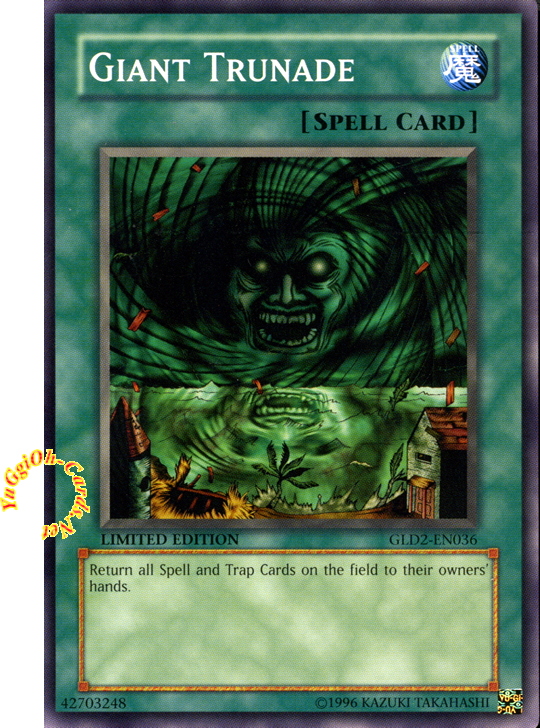 GIANT TRUNADE
SPELL
魔
[SPELL CARD]
YuGgiOh-Cards.Net
LIMITED EDITION GLD2-EN036
Return all Spell and Trap Cards on the field to their owners'
hands.
42703248 ©1996 KAZUKI TAKAHASHI